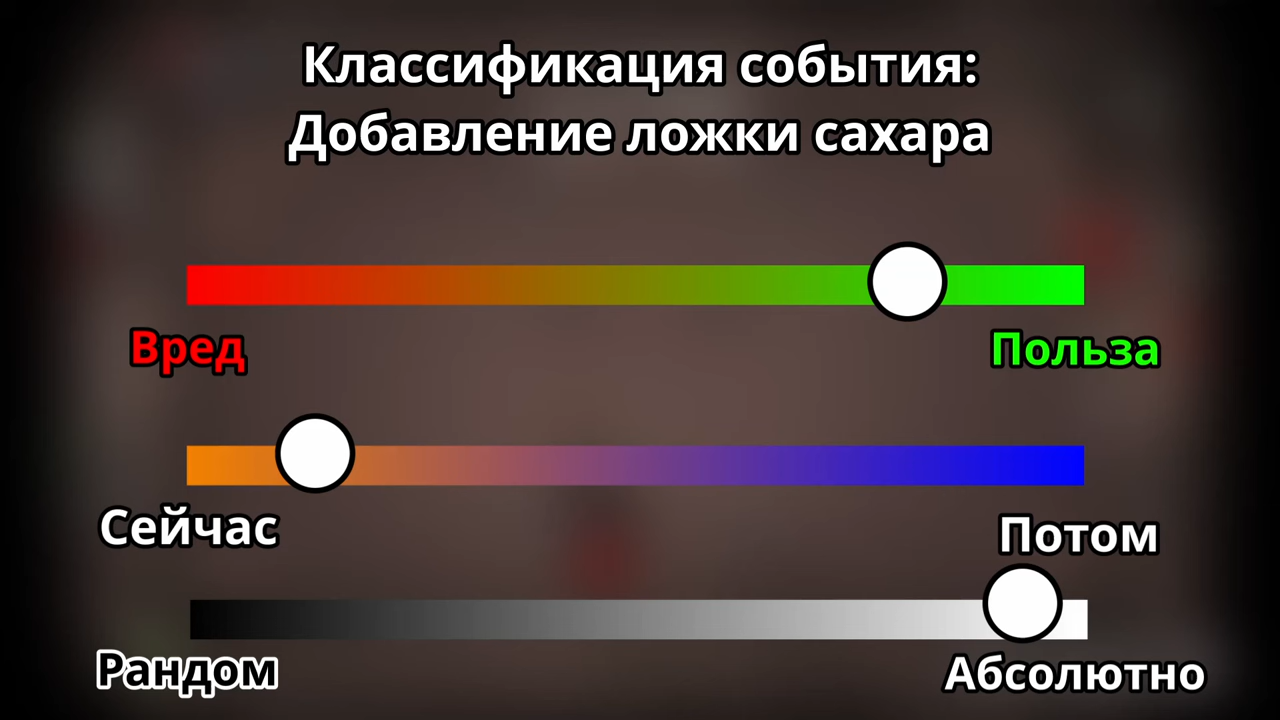 Классификация события:
Добавление ложки сахара
Вред
Польза
Сейчас
Потом
Рандом
Абсолютно